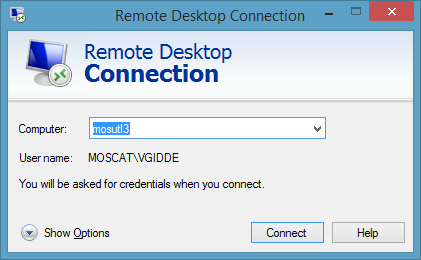 Remote Desktop Connection
Remote Desktop
Connection
Computer: mosutl3
User name: MOSCAT\VGIDDE
You will be asked for credentials when you connect.
Show Options Connect Help